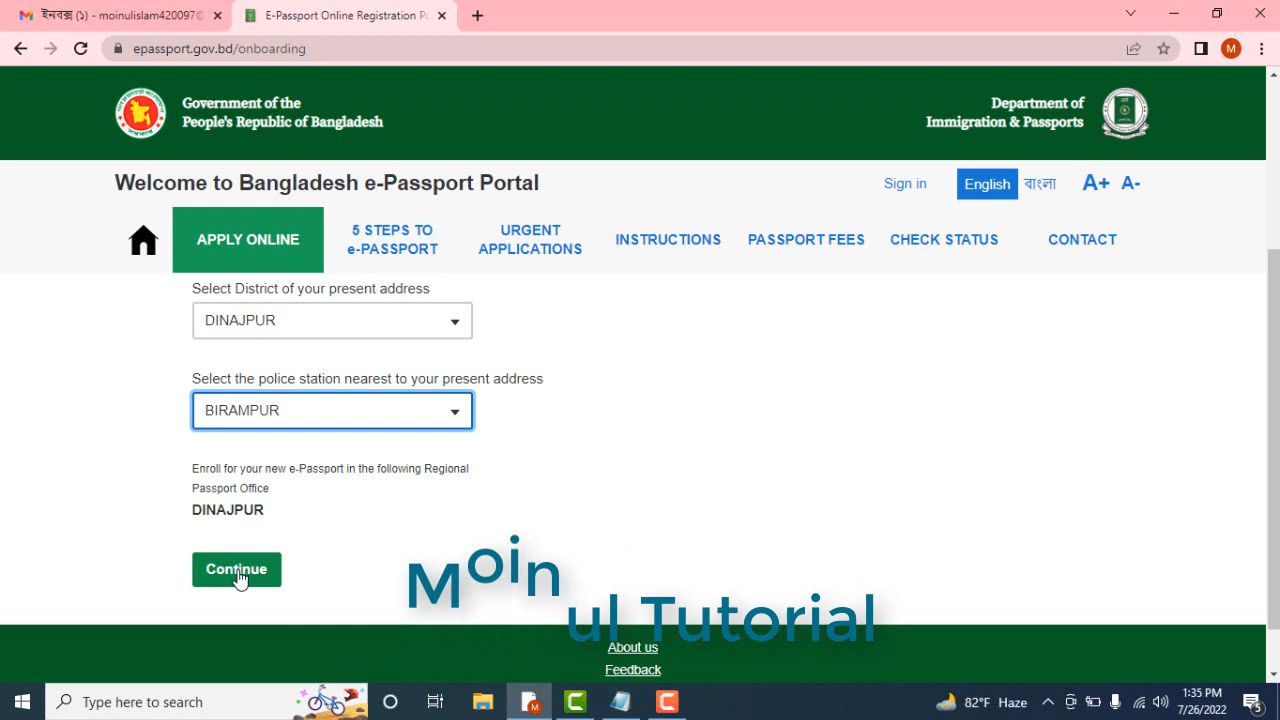 ইনবক্স (১) - moinulislam420097@
E-Passport Online Registration Po
epassport.gov.bd/onboarding
M
Government of the
People's Republic of Bangladesh
Department of
Immigration & Passports
Welcome to Bangladesh e-Passport Portal
Sign in
English
বাংলা
A+
A-
APPLY ONLINE
5 STEPS TO
e-PASSPORT
URGENT
APPLICATIONS
INSTRUCTIONS
PASSPORT FEES
CHECK STATUS
CONTACT
Select District of your present address
DINAJPUR
Select the police station nearest to your present address
BIRAMPUR
Enroll for your new e-Passport in the following Regional
Passport Office
DINAJPUR
Continue
Moinul Tutorial
About us
Feedback
Type here to search
82°F Haze
1:35 PM
7/26/2022
5